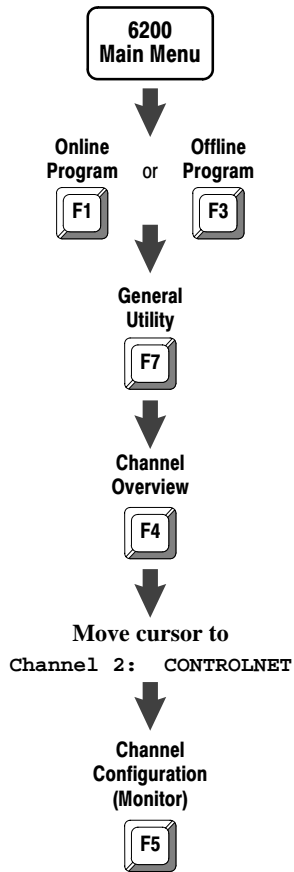 6200
Main Menu
Online Program or Offline Program
F1 F3
General
Utility
F7
Channel
Overview
F4
Move cursor to
Channel 2: CONTROLNET
Channel
Configuration
(Monitor)
F5